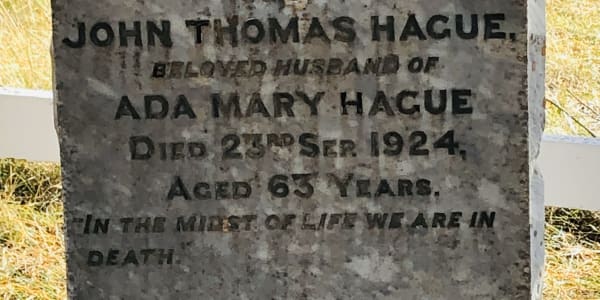 JOHN THOMAS HAGUE.
BELOVED HUSBAND OF
ADA MARY HAGUE
DIED 23RD SEP. 1924,
AGED 63 YEARS.
"IN THE MIDST OF LIFE WE ARE IN
DEATH."